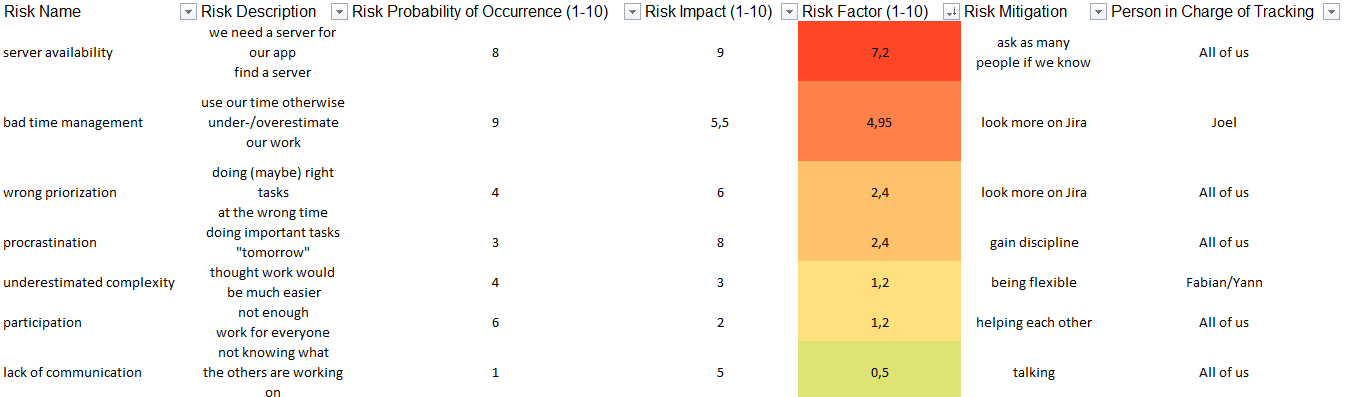 Risk Name Risk Description Risk Probability of Occurrence (1-10) Risk Impact (1-10) Risk Factor (1-10) Risk Mitigation Person in Charge of Tracking
server availability
we need a server for
our app
find a server
8
9
7,2
ask as many
people if we know
All of us
bad time management
use our time otherwise
under-/overestimate
our work
9
5,5
4,95
look more on Jira
Joel
wrong priorization
doing (maybe) right
tasks
at the wrong time
4
6
2,4
look more on Jira
All of us
procrastination
doing important tasks
"tomorrow"
3
8
2,4
gain discipline
All of us
underestimated complexity
thought work would
be much easier
4
3
1,2
being flexible
Fabian/Yann
participation
not enough
work for everyone
6
2
1,2
helping each other
All of us
lack of communication
not knowing what
the others are working
on
1
5
0,5
talking
All of us